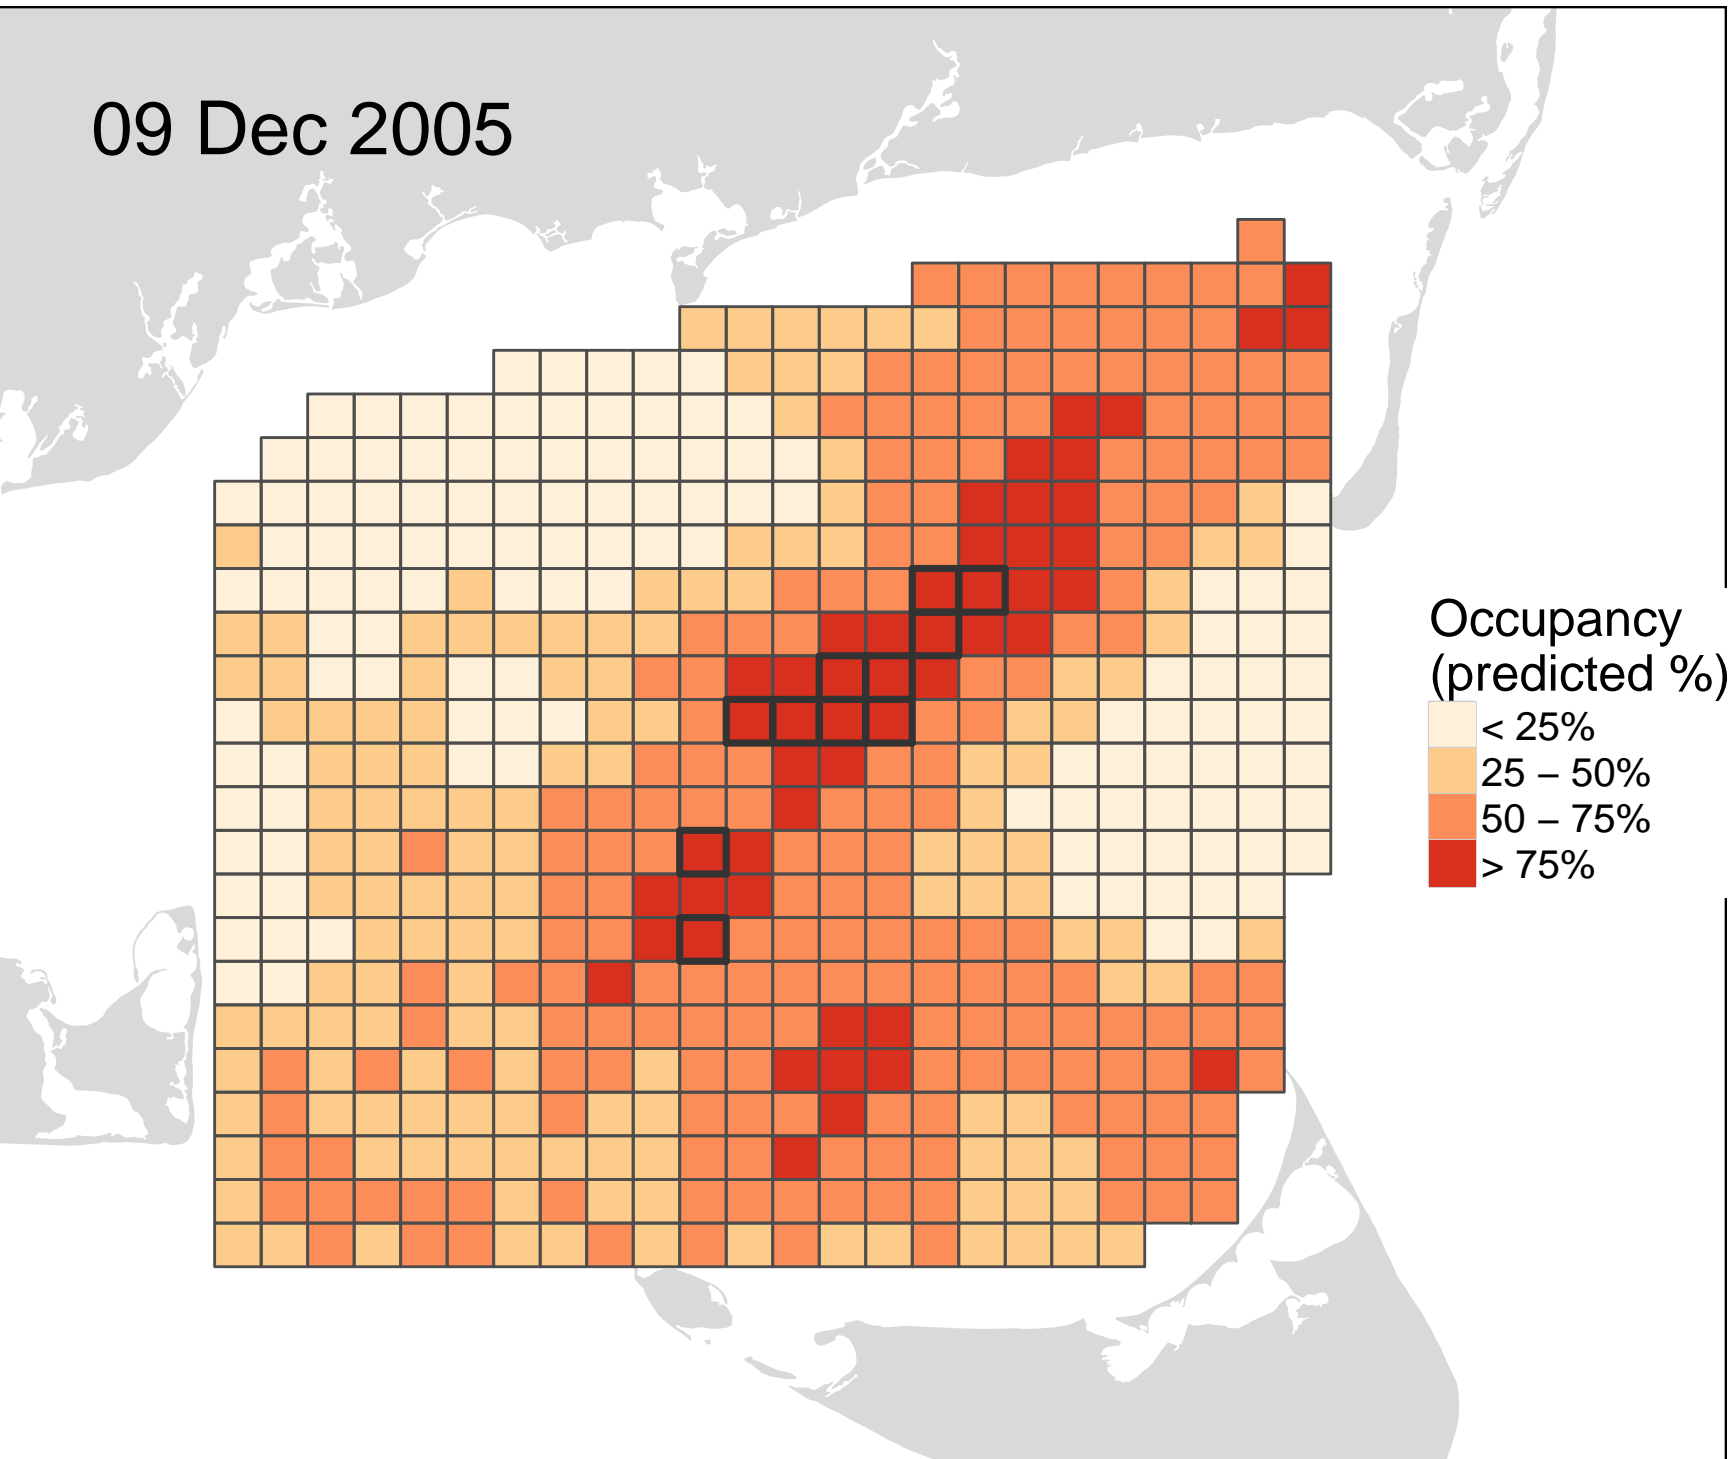 09 Dec 2005
Occupancy
(predicted %)
< 25%
25 – 50%
50 – 75%
> 75%